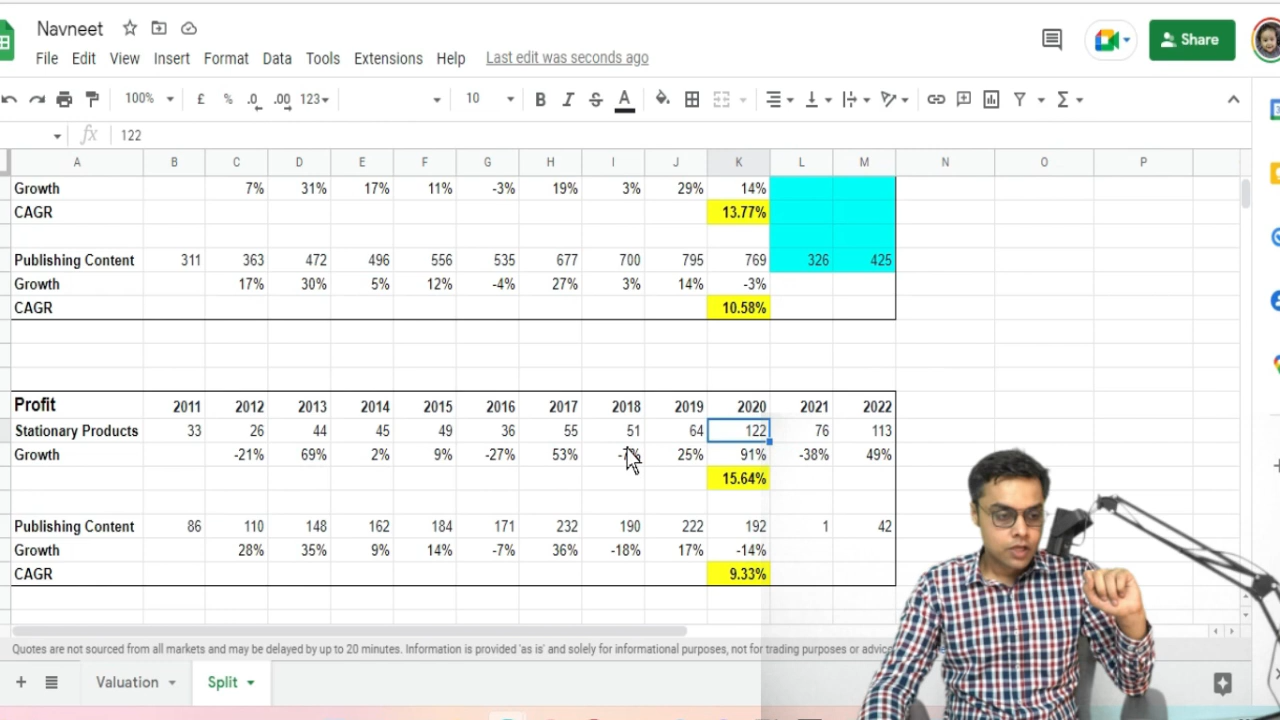 Navneet
Share
File Edit View Insert Format Data Tools Extensions Help Last edit was seconds ago
100% £ % .0 .00 123 10 B I S A Σ
fx 122
A B C D E F G H I J K L M N O P
Growth 7% 31% 17% 11% -3% 19% 3% 29% 14%
CAGR 13.77%
Publishing Content 311 363 472 496 556 535 677 700 795 769 326 425
Growth 17% 30% 5% 12% -4% 27% 3% 14% -3%
CAGR 10.58%
Profit 2011 2012 2013 2014 2015 2016 2017 2018 2019 2020 2021 2022
Stationary Products 33 26 44 45 49 36 55 51 64 122 76 113
Growth -21% 69% 2% 9% -27% 53% 25% 91% -38% 49%
15.64%
Publishing Content 86 110 148 162 184 171 232 190 222 192 1 42
Growth 28% 35% 9% 14% -7% 36% -18% 17% -14%
CAGR 9.33%
Quotes are not sourced from all markets and may be delayed by up to 20 minutes. Information is provided 'as is' and solely for informational purposes, not for trading purposes or advic
+ Valuation Split